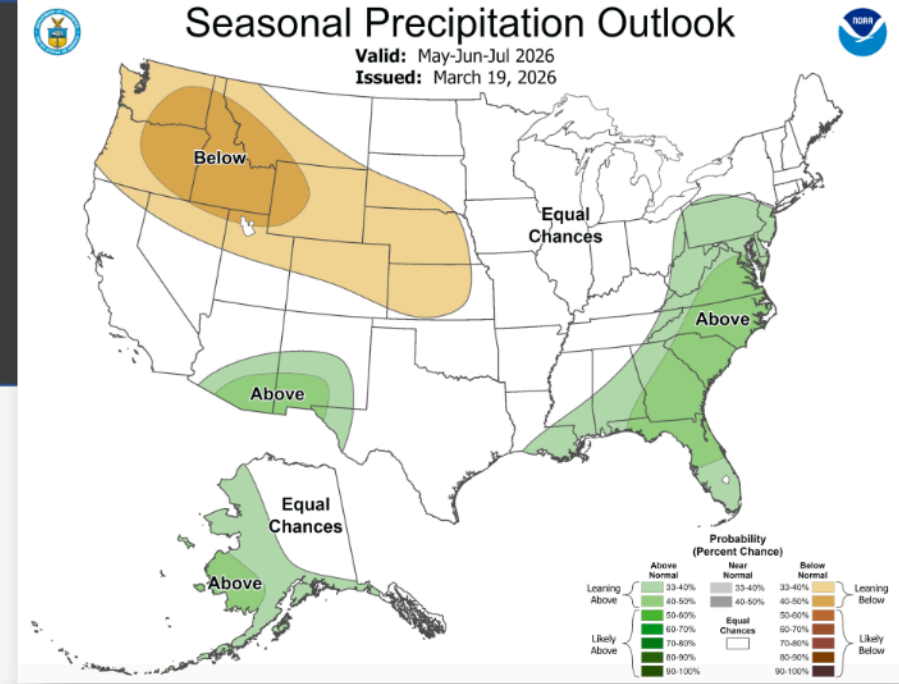 Seasonal Precipitation Outlook
Valid: May-Jun-Jul 2026
Issued: March 19, 2026
NOAA
Below
Equal
Chances
Above
Above
Equal
Chances
Above
Probability
(Percent Chance)
Above
Normal
Near
Normal
Below
Normal
Leaning
Above
33-40%
40-50%
33-40%
40-50%
33-40%
40-50%
Leaning
Below
Likely
Above
50-60%
60-70%
70-80%
80-90%
90-100%
Equal
Chances
50-60%
60-70%
70-80%
80-90%
90-100%
Likely
Below